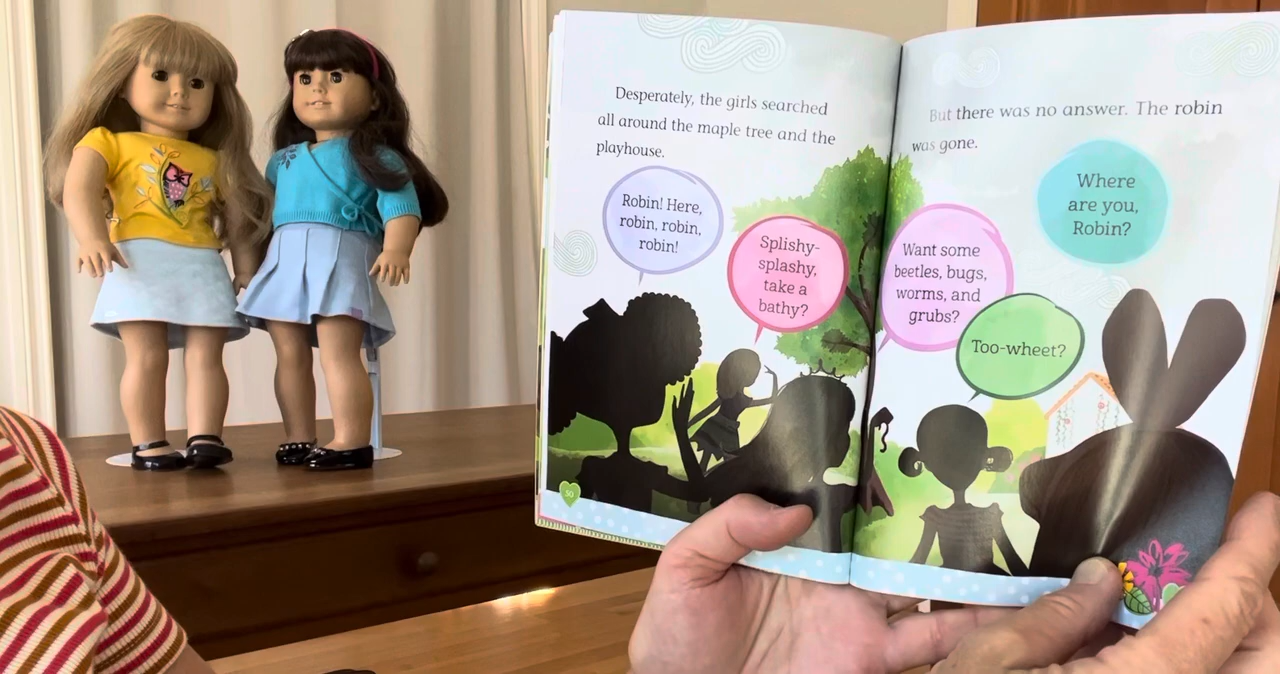 Desperately, the girls searched
all around the maple tree and the
playhouse.
Robin! Here,
robin, robin,
robin!
Splishy-
splashy,
take a
bathy?
50
But there was no answer. The robin
was gone.
Where
are you,
Robin?
Want some
beetles, bugs,
worms, and
grubs?
Too-wheet?